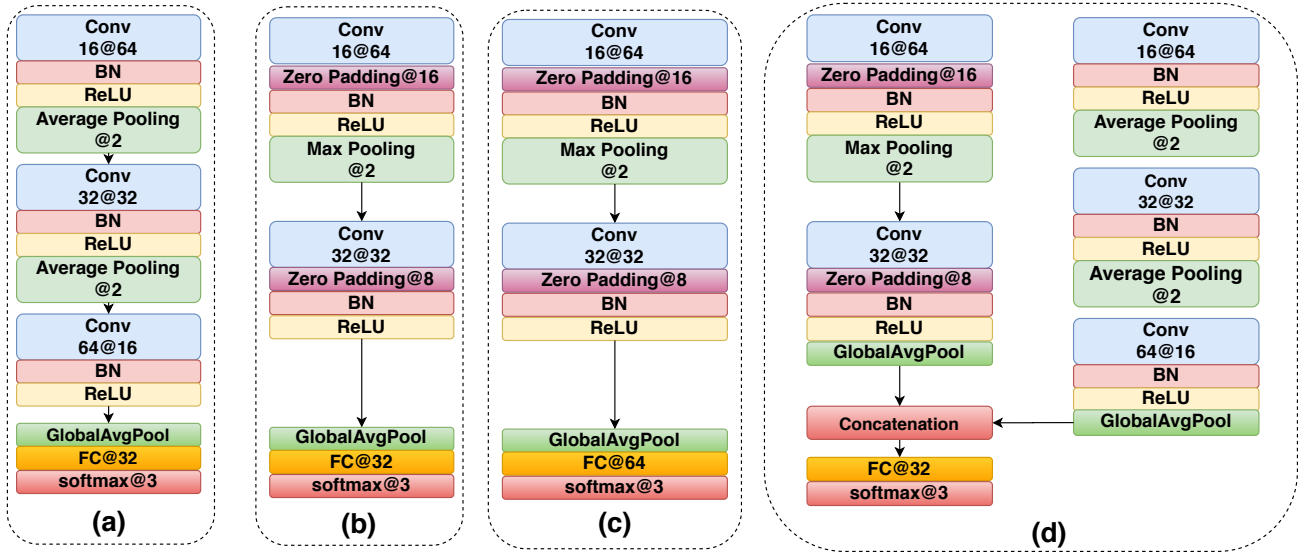 Conv
16@64
BN
ReLU
Average Pooling
@2
Conv
32@32
BN
ReLU
Average Pooling
@2
Conv
64@16
BN
ReLU
GlobalAvgPool
FC@32
softmax@3
(a)
Conv
16@64
Zero Padding@16
BN
ReLU
Max Pooling
@2
Conv
32@32
Zero Padding@8
BN
ReLU
GlobalAvgPool
FC@32
softmax@3
(b)
Conv
16@64
Zero Padding@16
BN
ReLU
Max Pooling
@2
Conv
32@32
Zero Padding@8
BN
ReLU
GlobalAvgPool
FC@64
softmax@3
(c)
Conv
16@64
Zero Padding@16
BN
ReLU
Max Pooling
@2
Conv
32@32
Zero Padding@8
BN
ReLU
GlobalAvgPool
Concatenation
FC@32
softmax@3
Conv
16@64
BN
ReLU
Average Pooling
@2
Conv
32@32
BN
ReLU
Average Pooling
@2
Conv
64@16
BN
ReLU
GlobalAvgPool
(d)